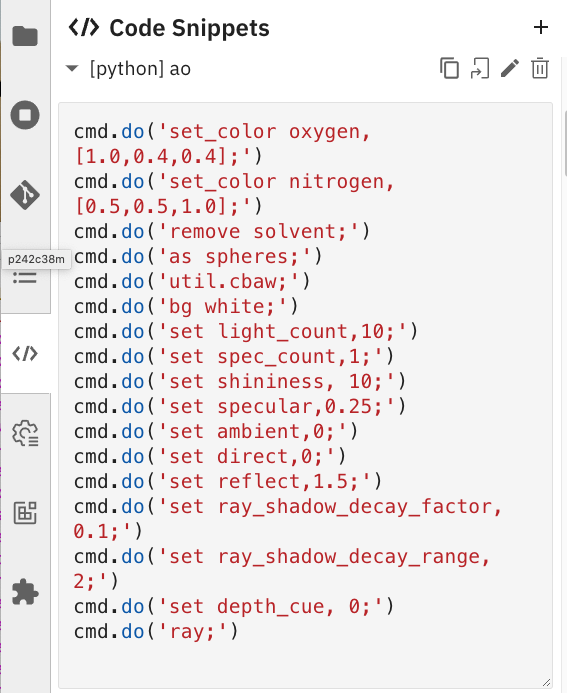 </> Code Snippets
[python] ao
cmd.do('set_color oxygen,
[1.0,0.4,0.4];')
cmd.do('set_color nitrogen,
[0.5,0.5,1.0];')
cmd.do('remove solvent;')
cmd.do('as spheres;')
cmd.do('util.cbaw;')
cmd.do('bg white;')
cmd.do('set light_count,10;')
cmd.do('set spec_count,1;')
cmd.do('set shininess, 10;')
cmd.do('set specular,0.25;')
cmd.do('set ambient,0;')
cmd.do('set direct,0;')
cmd.do('set reflect,1.5;')
cmd.do('set ray_shadow_decay_factor,
0.1;')
cmd.do('set ray_shadow_decay_range,
2;')
cmd.do('set depth_cue, 0;')
cmd.do('ray;')
p242c38m